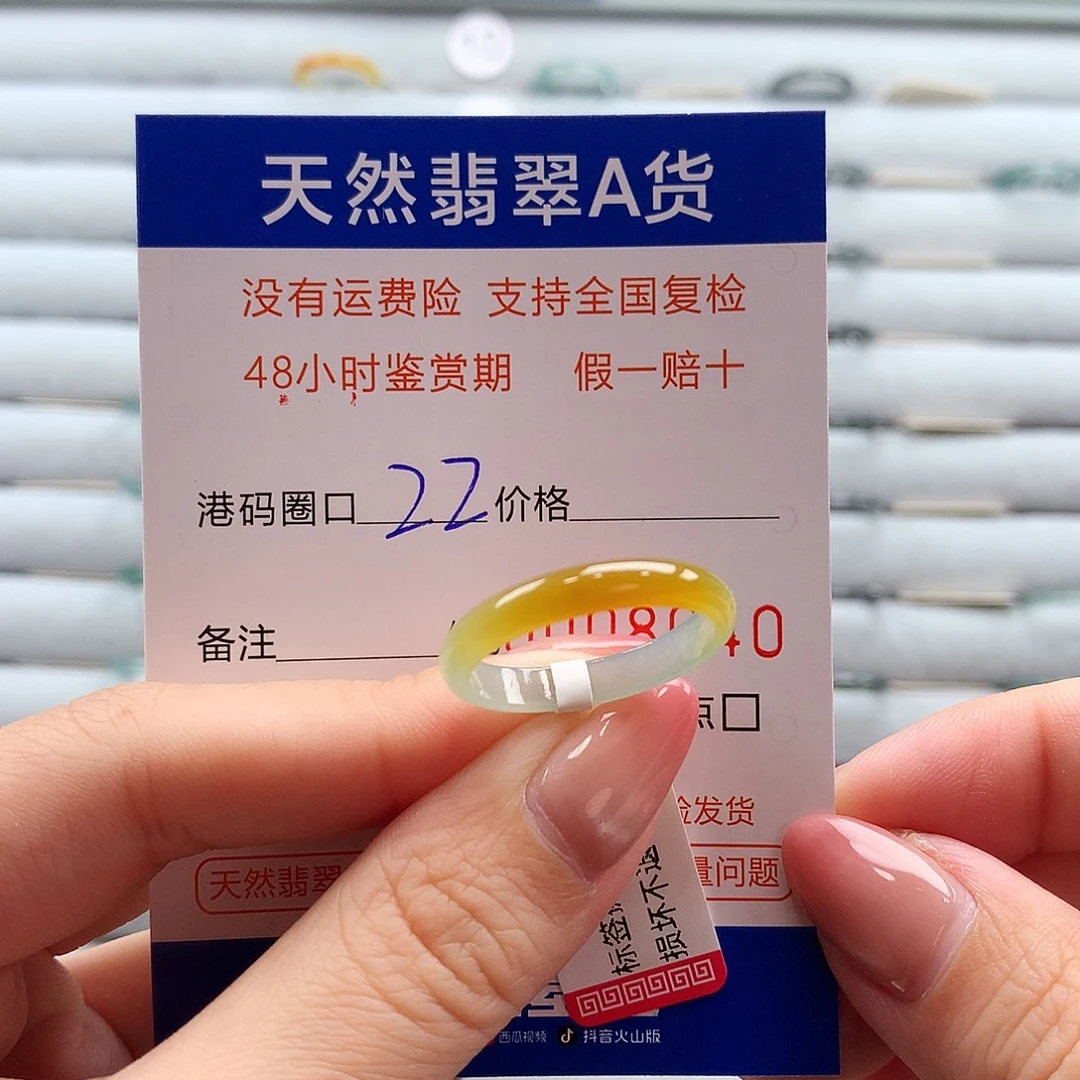 天然翡翠A货
没有运费险 支持全国复检
48小时鉴赏期 假一赔十
港码圈口 22 价格
备注
点□
验发货
天然翡翠
量问题
标签
损坏不退
西瓜视频 抖音火山版